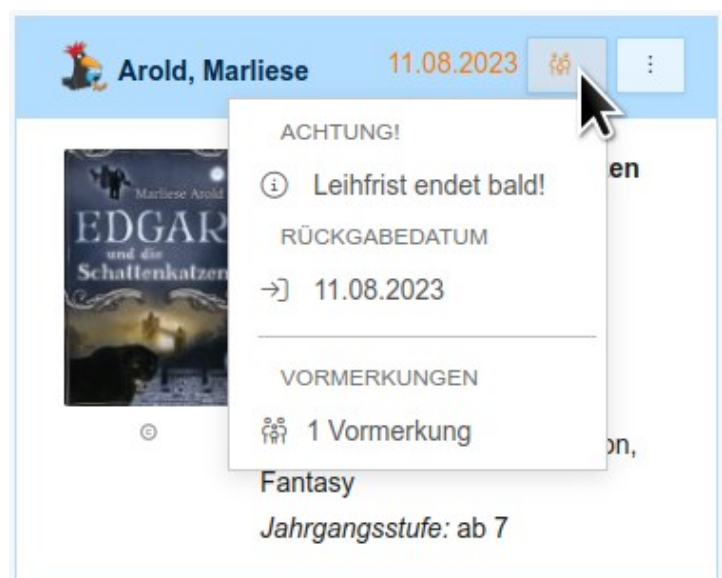 Arold, Marliese
11.08.2023
ACHTUNG!
Leihfrist endet bald!
RÜCKGABEDATUM
11.08.2023
VORMERKUNGEN
1 Vormerkung
en
on,
Fantasy
Jahrgangsstufe: ab 7
Marliese Arold
EDGAR
und die
Schattenkatzen
©